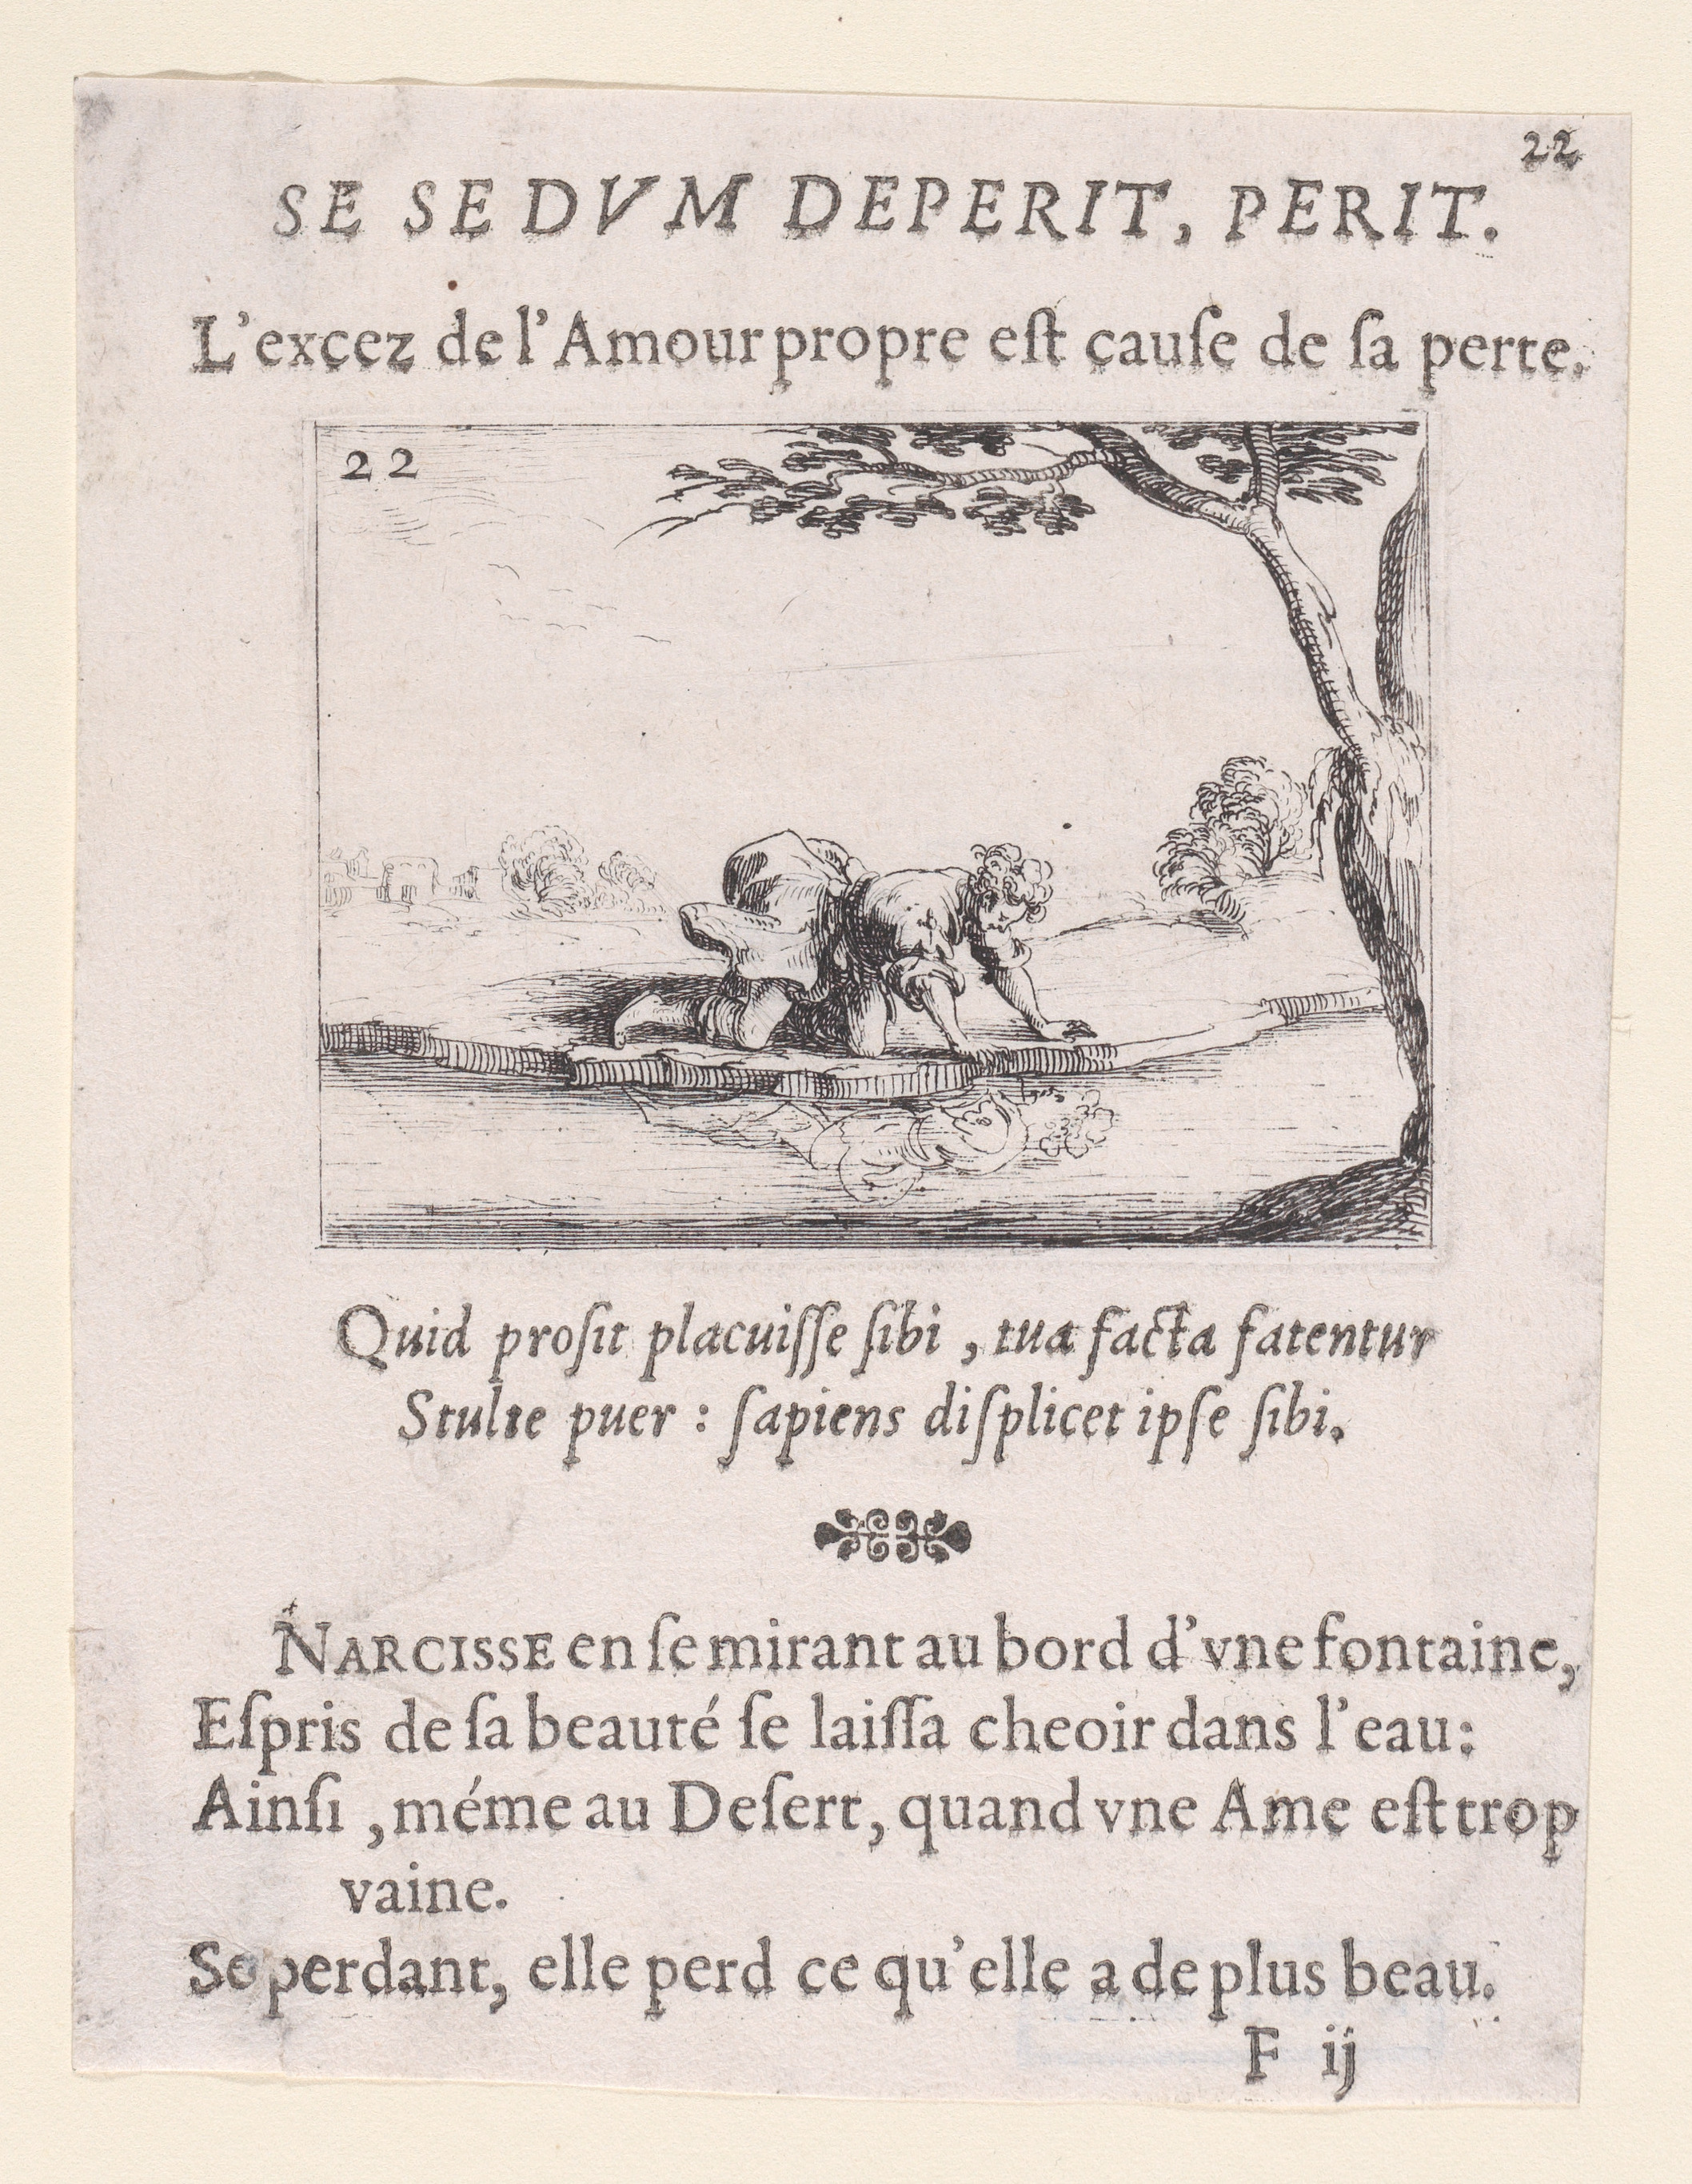 22
SE SE DVM DEPERIT, PERIT.
L'excez de l'Amour propre eſt cauſe de ſa perte.
22
Quid proſit placuiſſe ſibi, tua facta fatentur
Stulte puer: ſapiens diſplicet ipſe ſibi.
NARCISSE en ſe mirant au bord d'vne fontaine,
Eſpris de ſa beauté ſe laiſſa cheoir dans l'eau:
Ainſi, méme au Deſert, quand vne Ame eſt trop
vaine.
Se perdant, elle perd ce qu'elle a de plus beau.
F ij